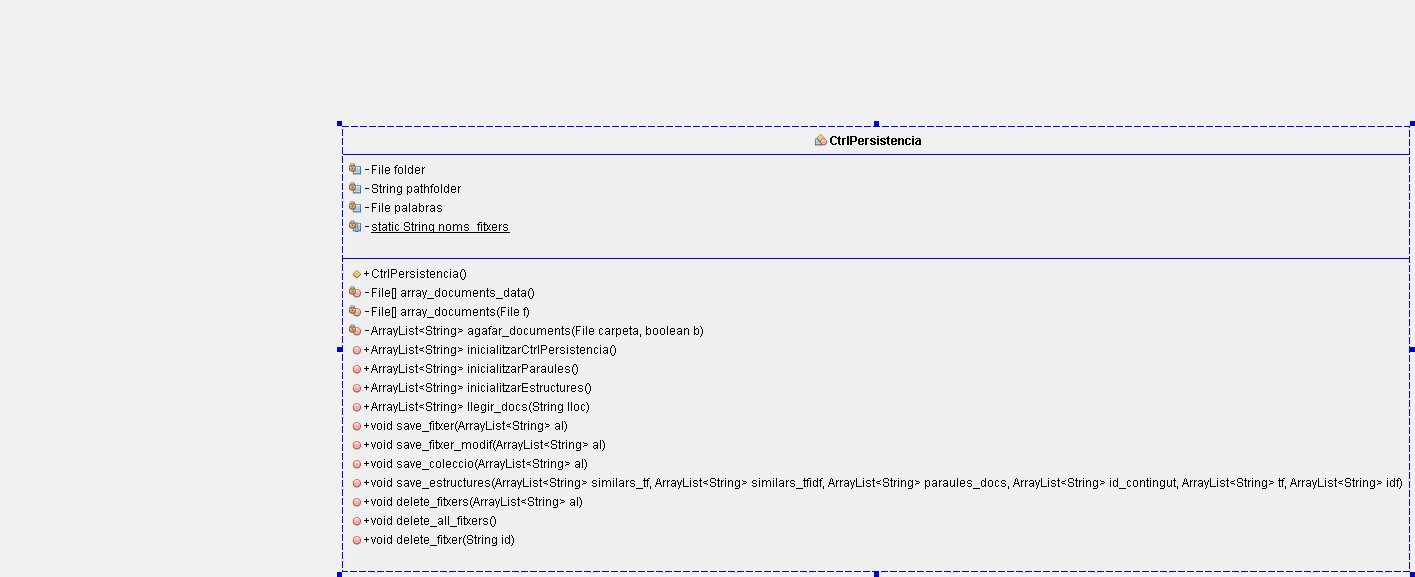 CtrlPersistencia
-File folder
-String pathfolder
-File palabras
-static String noms_fitxers
+CtrlPersistencia()
-File[] array_documents_data()
-File[] array_documents(File f)
-ArrayList<String> agafar_documents(File carpeta, boolean b)
+ArrayList<String> inicialitzarCtrlPersistencia()
+ArrayList<String> inicialitzarParaules()
+ArrayList<String> inicialitzarEstructures()
+ArrayList<String> llegir_docs(String lloc)
+void save_fitxer(ArrayList<String> al)
+void save_fitxer_modif(ArrayList<String> al)
+void save_coleccio(ArrayList<String> al)
+void save_estructures(ArrayList<String> similars_tf, ArrayList<String> similars_tfidf, ArrayList<String> paraules_docs, ArrayList<String> id_contingut, ArrayList<String> tf, ArrayList<String> idf)
+void delete_fitxers(ArrayList<String> al)
+void delete_all_fitxers()
+void delete_fitxer(String id)